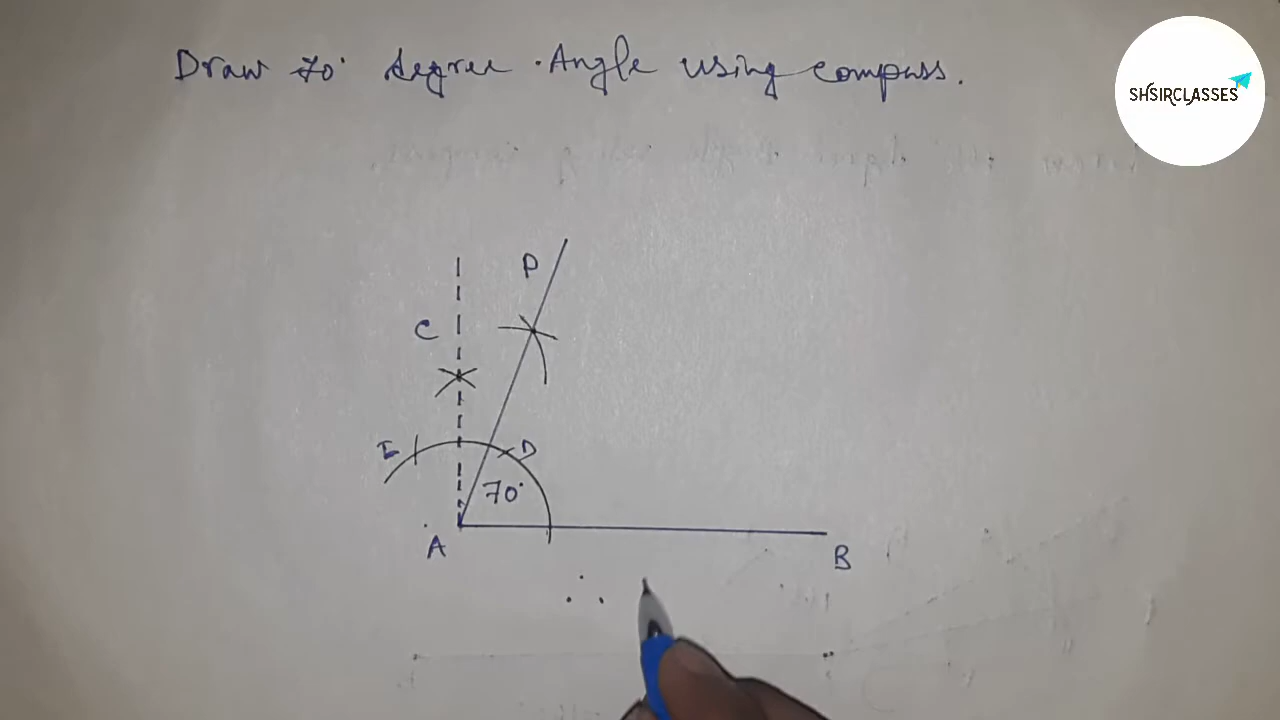 Draw 70° degree Angle using compass.
SHSIRCLASSES
P
C
E D
70°
A
B
∴